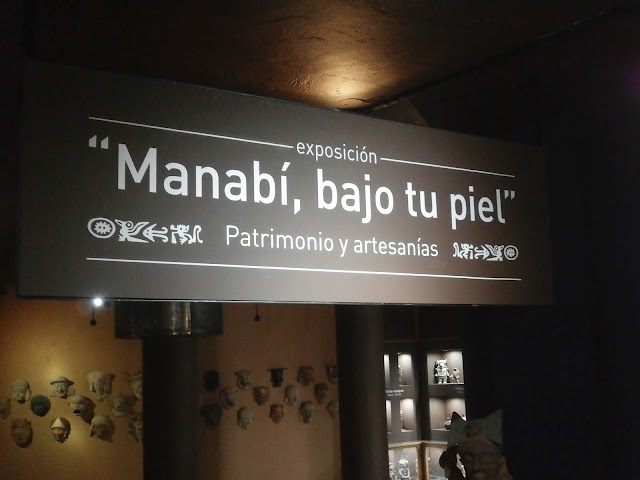 exposición
“Manabí, bajo tu piel”
Patrimonio y artesanías